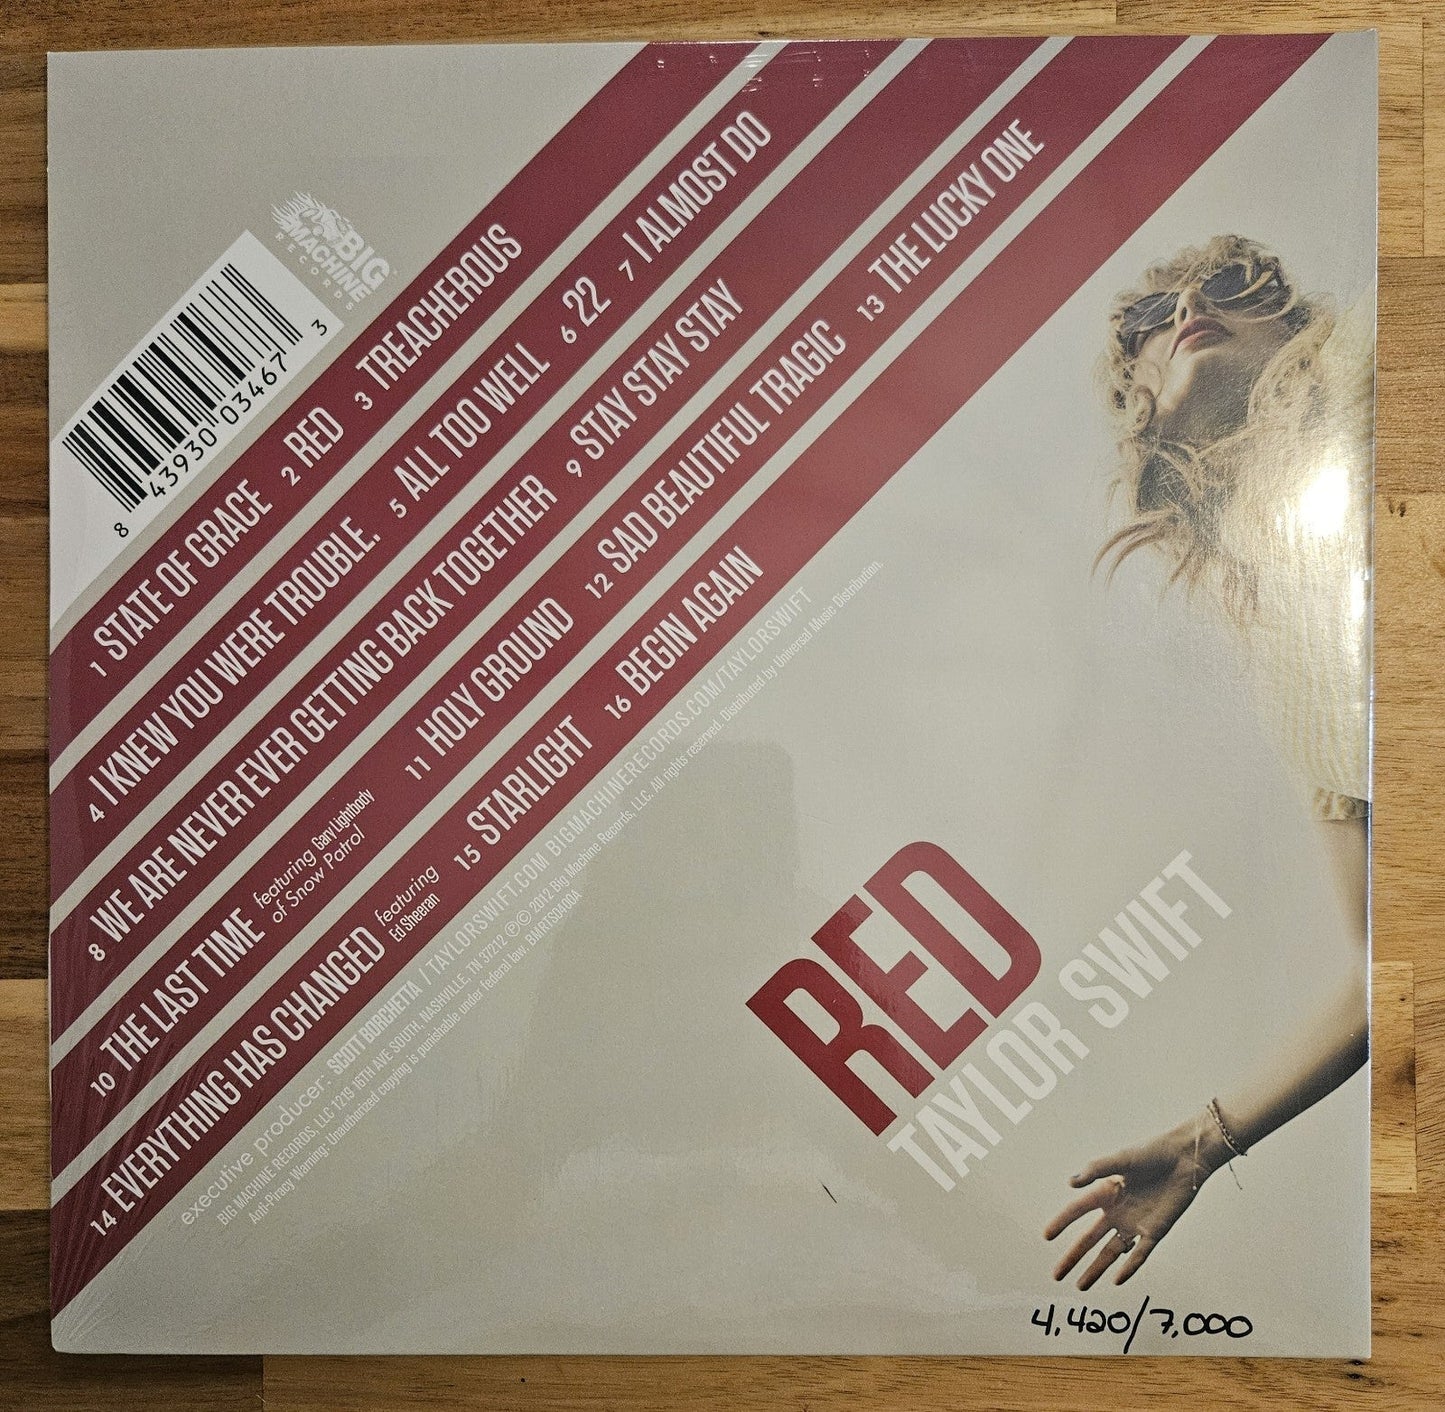 BIG
MACHINE
RECORDS
8 43930 03467 3
1 STATE OF GRACE 2 RED 3 TREACHEROUS
4 I KNEW YOU WERE TROUBLE. 5 ALL TOO WELL 6 22 7 I ALMOST DO
8 WE ARE NEVER EVER GETTING BACK TOGETHER 9 STAY STAY STAY
10 THE LAST TIME featuring Gary Lightbody
of Snow Patrol
11 HOLY GROUND 12 SAD BEAUTIFUL TRAGIC 13 THE LUCKY ONE
14 EVERYTHING HAS CHANGED featuring
Ed Sheeran
15 STARLIGHT 16 BEGIN AGAIN
executive producer: SCOTT BORCHETTA / TAYLORSWIFT.COM BIGMACHINERECORDS.COM/TAYLORSWIFT
BIG MACHINE RECORDS, LLC 1219 16TH AVE SOUTH, NASHVILLE, TN 37212 ℗© 2012 Big Machine Records, LLC. All rights reserved. Distributed by Universal Music Distribution.
Anti-Piracy Warning: Unauthorized copying is punishable under federal law. BMRTS0400A
RED
TAYLOR SWIFT
4,420/7,000